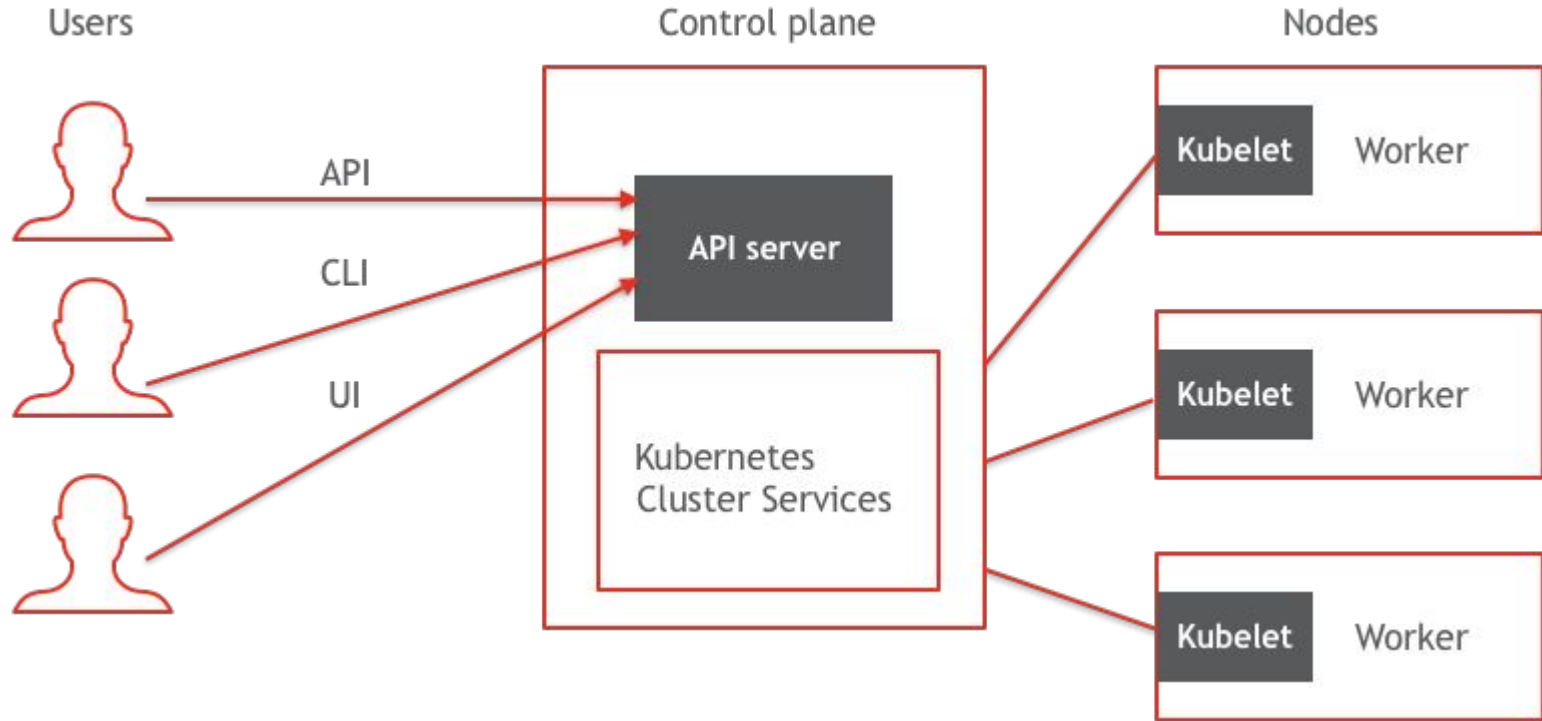 Users
Control plane
Nodes
API
CLI
UI
API server
Kubernetes
Cluster Services
Kubelet
Worker
Kubelet
Worker
Kubelet
Worker